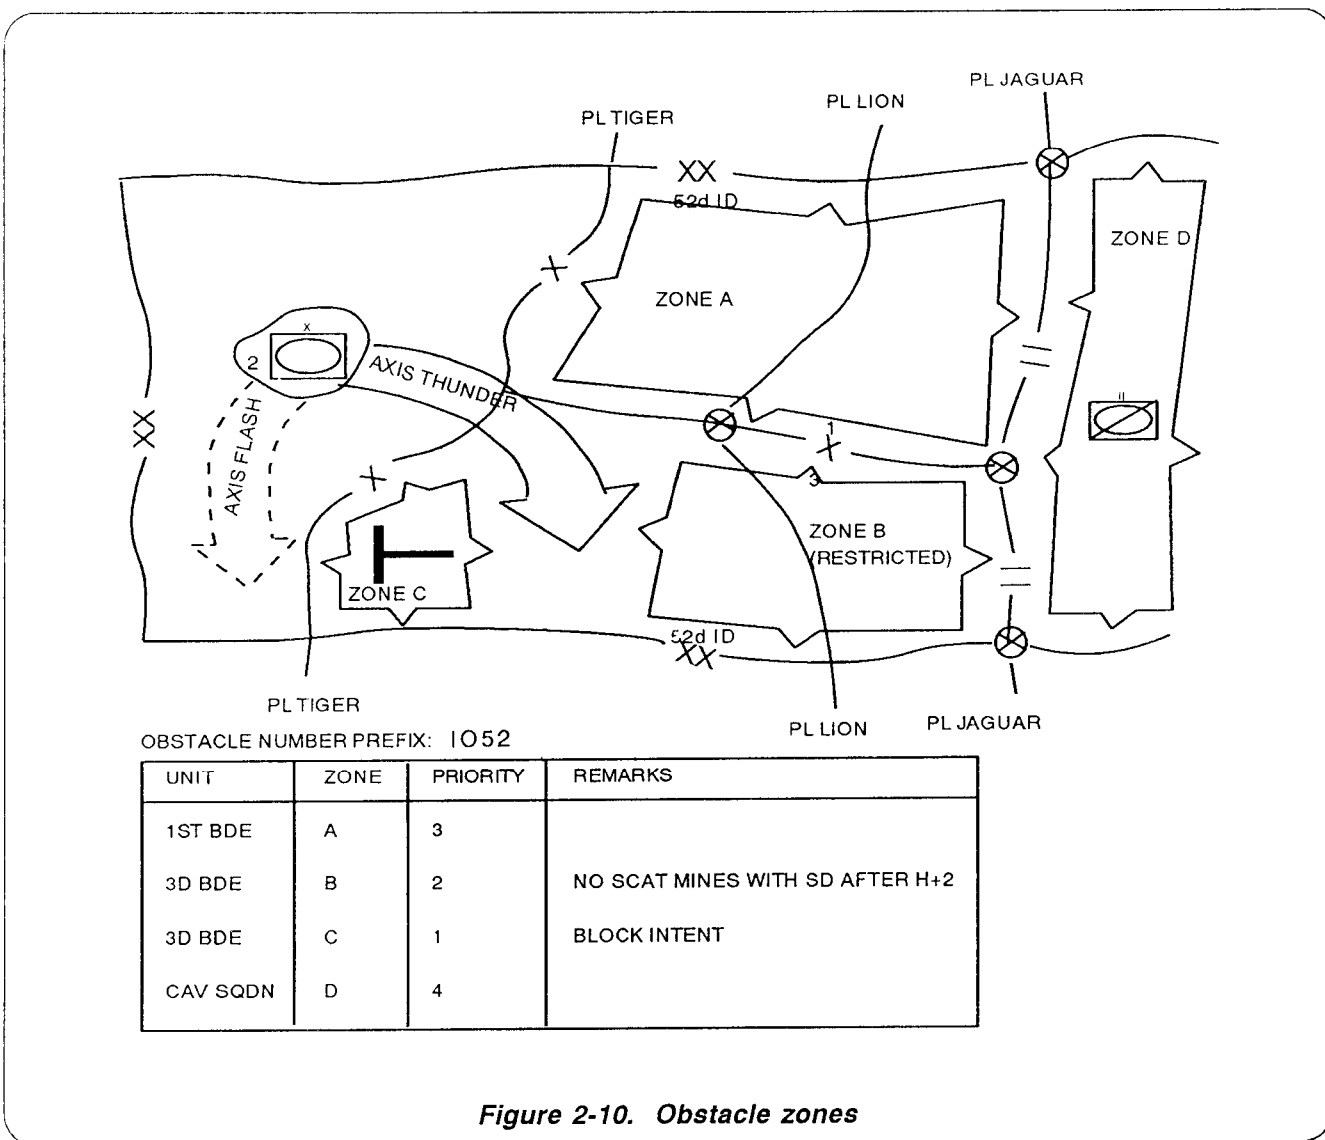 PL JAGUAR
PL LION
PL TIGER
XX
52d ID
ZONE D
X
ZONE A
X
2
AXIS THUNDER
II
AXIS FLASH
XX
1
X
3
X
ZONE B
(RESTRICTED)
ZONE C
52d ID
XX
PL TIGER
PL LION
PL JAGUAR
OBSTACLE NUMBER PREFIX: IO52
UNIT ZONE PRIORITY REMARKS
1ST BDE A 3
3D BDE B 2 NO SCAT MINES WITH SD AFTER H+2
3D BDE C 1 BLOCK INTENT
CAV SQDN D 4
Figure 2-10. Obstacle zones